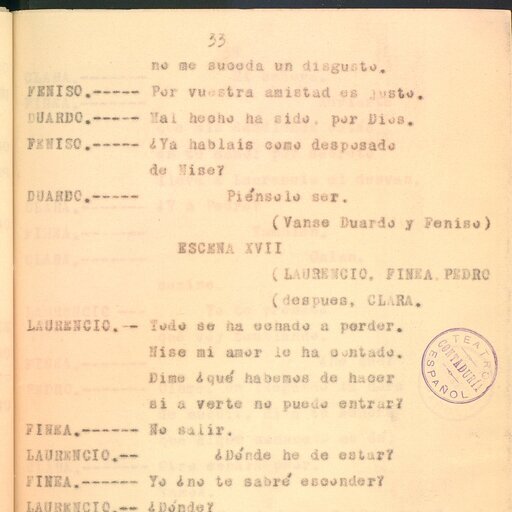 33
no me suceda un disgusto.
FENISO.----- Por vuestra amistad es justo.
DUARDO.----- Mal hecho ha sido, por Dios.
FENISO.----- ¿Ya hablais como desposado
de Nise?
DUARDO.----- Piénsolo ser.
(Vanse Duardo y Feniso)
ESCENA XVII
(LAURENCIO, FINEA, PEDRO
(despues, CLARA.
LAURENCIO.-- Todo se ha echado a perder.
Nise mi amor le ha contado.
Dime ¿qué habemos de hacer
si a verte no puedo entrar?
FINEA.------ No salir.
LAURENCIO.-- ¿Dónde he de estar?
FINEA.------ Yo ¿no te sabré esconder?
LAURENCIO.-- ¿Dónde?
TEATRO
CONTADURÍA
ESPAÑOL